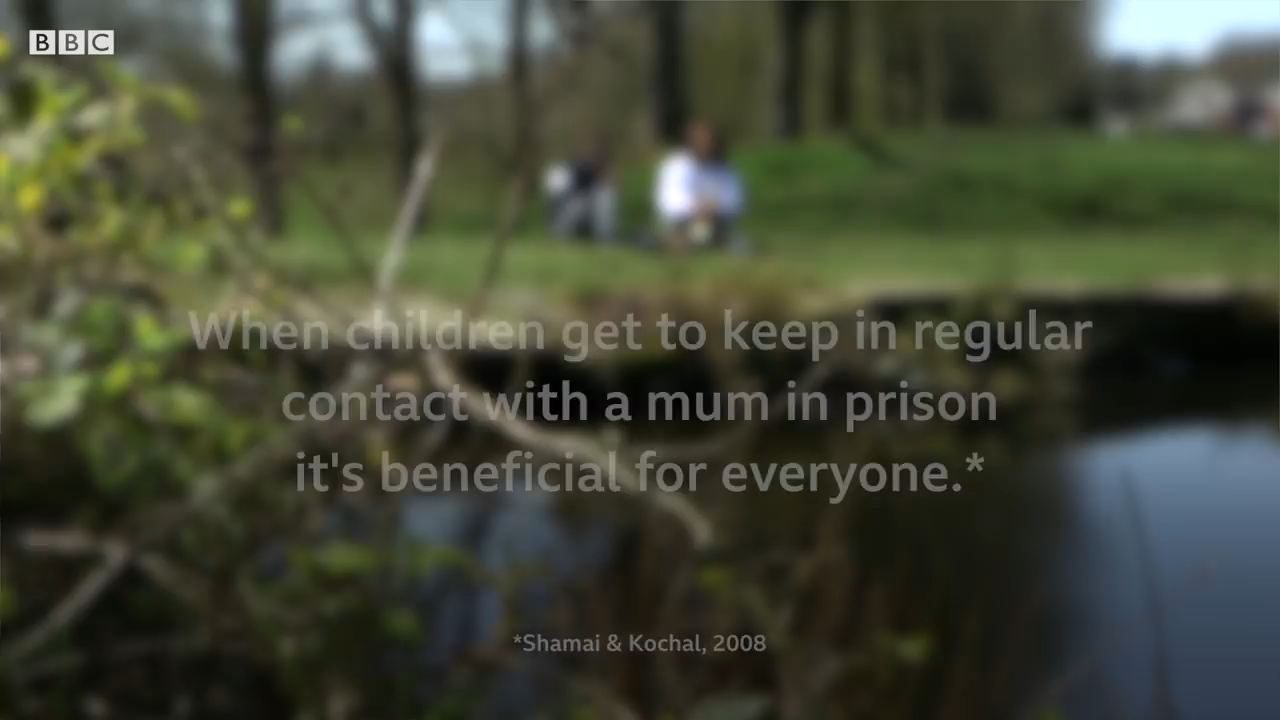 BBC
When children get to keep in regular
contact with a mum in prison
it's beneficial for everyone.*
*Shamai & Kochal, 2008